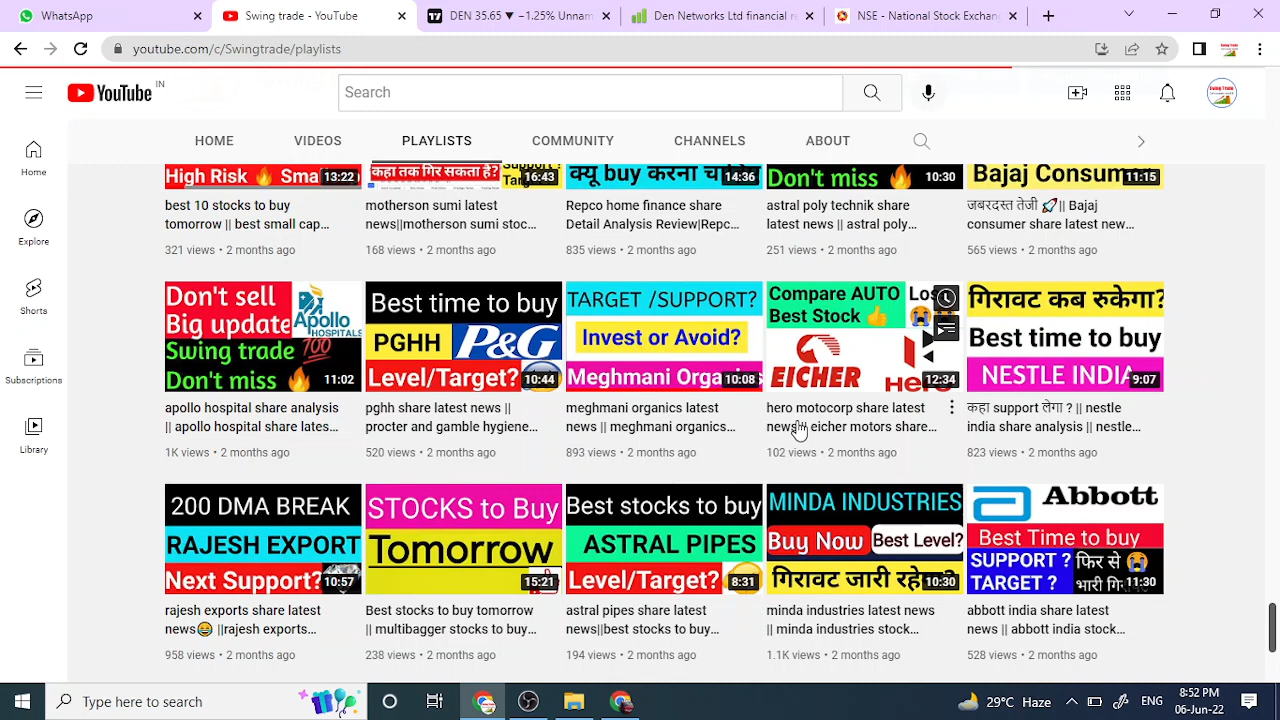 WhatsApp
DEN 35.65 ▼ −1.25% Unnam
Den Networks Ltd financial r
NSE - National Stock Exchan
youtube.com/c/Swingtrade/playlists
YouTube
IN
Search
HOME
VIDEOS
PLAYLISTS
COMMUNITY
CHANNELS
ABOUT
Home
Explore
Shorts
Subscriptions
Library
High Risk 🔥 Sma
13:22
कहा तक गिर सकता है?
Support ?
16:43
क्यू buy करना
14:36
Don't miss 🔥
10:30
Bajaj Consum
11:15
best 10 stocks to buy
tomorrow || best small cap…
321 views • 2 months ago
motherson sumi latest
news||motherson sumi stoc…
168 views • 2 months ago
Repco home finance share
Detail Analysis Review|Repc…
835 views • 2 months ago
astral poly technik share
latest news || astral poly…
251 views • 2 months ago
जबरदस्त तेजी 🚀|| Bajaj
consumer share latest new…
565 views • 2 months ago
Don't sell
Big update
Apollo
HOSPITALS
Swing trade 💯
Don't miss 🔥
11:02
Best time to buy
PGHH
P&G
Level/Target?
10:44
TARGET /SUPPORT?
Invest or Avoid?
Meghmani Organics
10:08
Compare AUTO
Best Stock 👍
EICHER
Hero
12:34
गिरावट कब रुकेगा?
Best time to buy
NESTLE INDIA
9:07
apollo hospital share analysis
|| apollo hospital share lates…
1K views • 2 months ago
pghh share latest news ||
procter and gamble hygiene…
520 views • 2 months ago
meghmani organics latest
news || meghmani organics…
893 views • 2 months ago
hero motocorp share latest
news|| eicher motors share…
102 views • 2 months ago
कहा support लेगा ? || nestle
india share analysis || nestle…
823 views • 2 months ago
200 DMA BREAK
RAJESH EXPORT
Next Support?
10:57
STOCKS to Buy
Tomorrow
15:21
Best stocks to buy
ASTRAL PIPES
Level/Target?
8:31
MINDA INDUSTRIES
Buy Now
Best Level?
गिरावट जारी
10:30
Abbott
Best Time to buy
SUPPORT ?
TARGET ?
फिर से 😭
भारी
11:30
rajesh exports share latest
news😂 ||rajesh exports…
958 views • 2 months ago
Best stocks to buy tomorrow
|| multibagger stocks to buy…
238 views • 2 months ago
astral pipes share latest
news||best stocks to buy…
194 views • 2 months ago
minda industries latest news
|| minda industries stock…
1.1K views • 2 months ago
abbott india share latest
news || abbott india stock…
528 views • 2 months ago
Type here to search
29°C Haze
ENG
8:52 PM
06-Jun-22